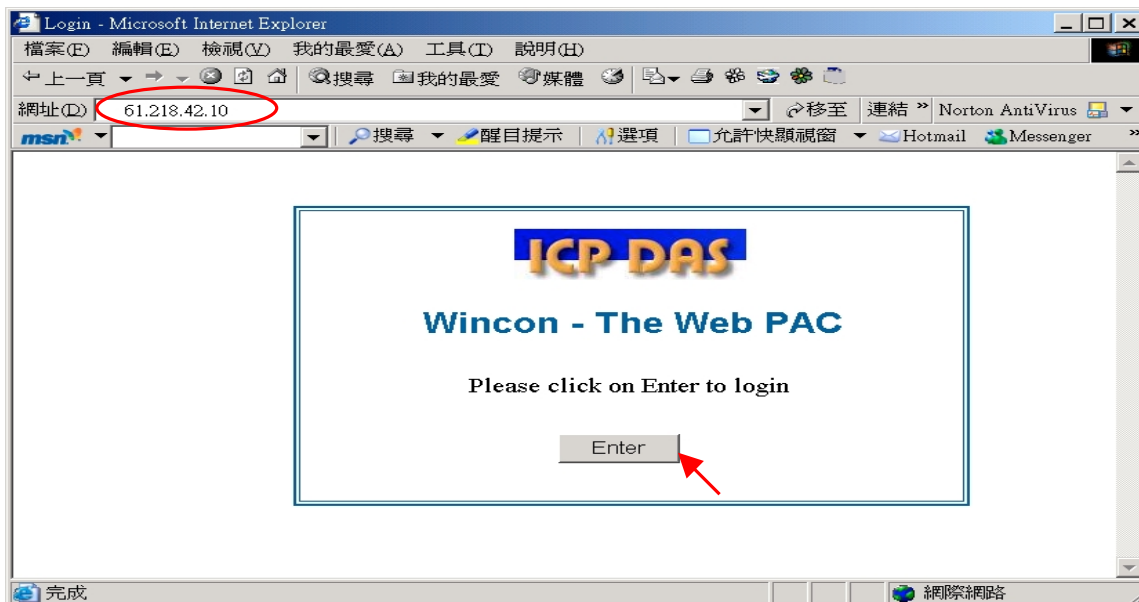 Login - Microsoft Internet Explorer
檔案(F) 編輯(E) 檢視(V) 我的最愛(A) 工具(T) 說明(H)
上一頁 搜尋 我的最愛 媒體
網址(D) 61.218.42.10 移至 連結 » Norton AntiVirus
msn 搜尋 醒目提示 選項 允許快顯視窗 Hotmail Messenger »
ICP DAS
Wincon - The Web PAC
Please click on Enter to login
Enter
完成 網際網路